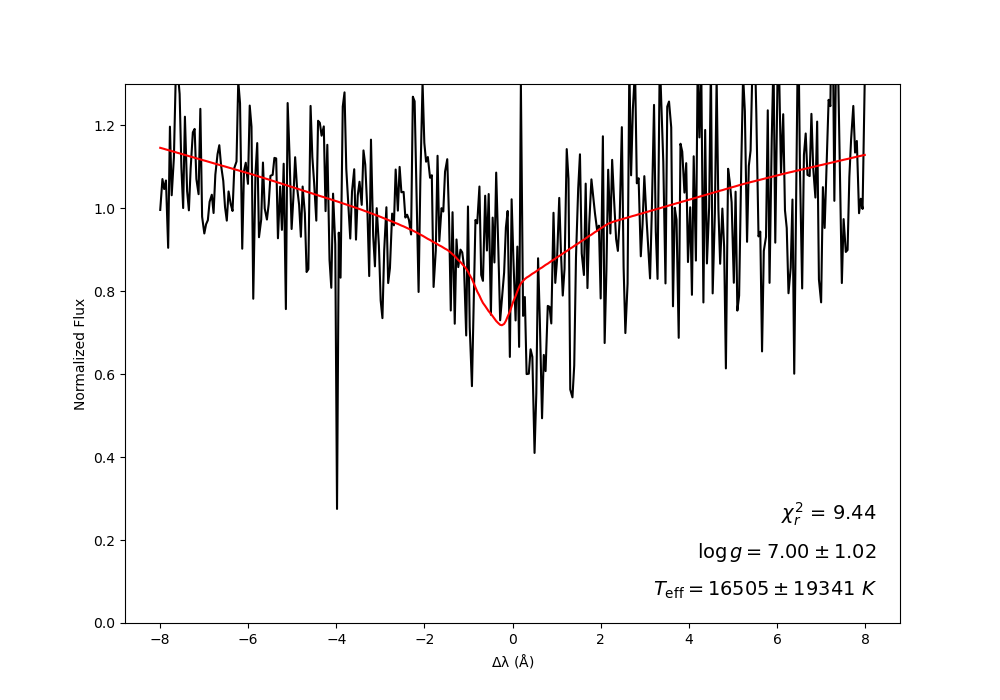 1.2
1.0
0.8
0.6
0.4
0.2
0.0
Normalized Flux
χ²ᵣ = 9.44
log g = 7.00 ± 1.02
T_eff = 16505 ± 19341 K
−8 −6 −4 −2 0 2 4 6 8
Δλ (Å)